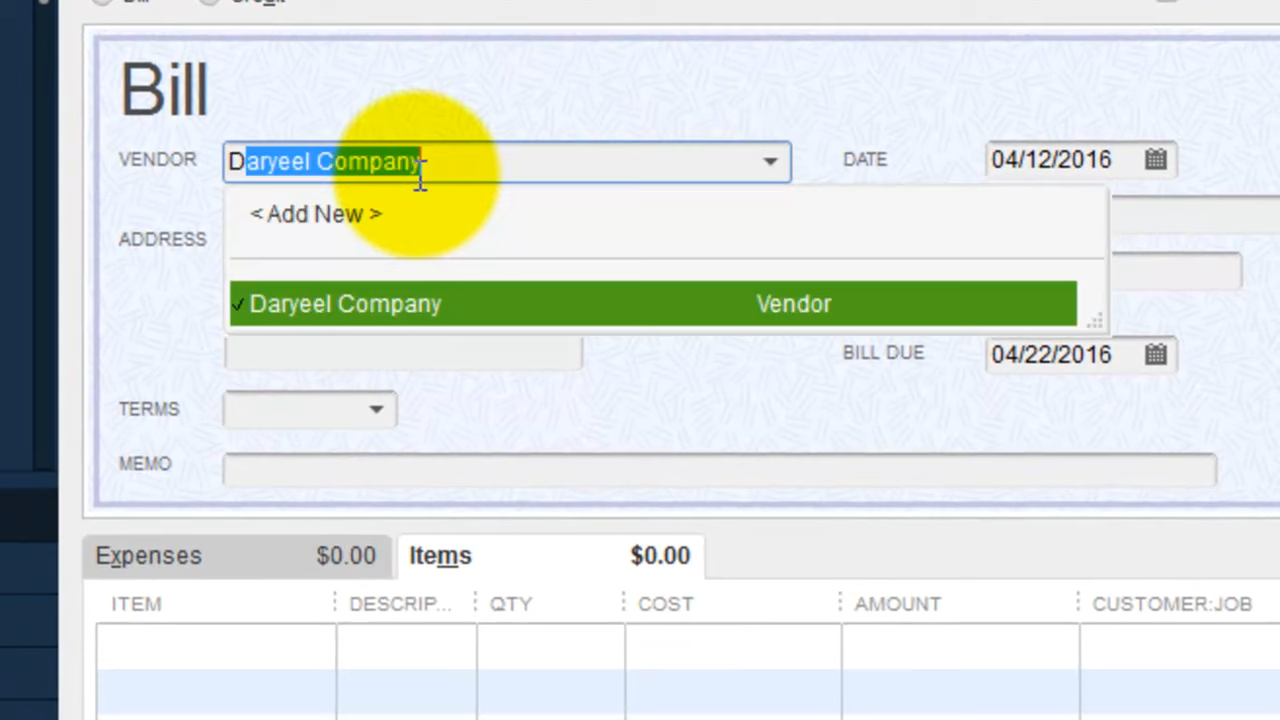 Bill
VENDOR Daryeel Company DATE 04/12/2016
< Add New >
ADDRESS
✓ Daryeel Company Vendor
BILL DUE 04/22/2016
TERMS
MEMO
Expenses $0.00 Items $0.00
ITEM DESCRIP... QTY COST AMOUNT CUSTOMER:JOB